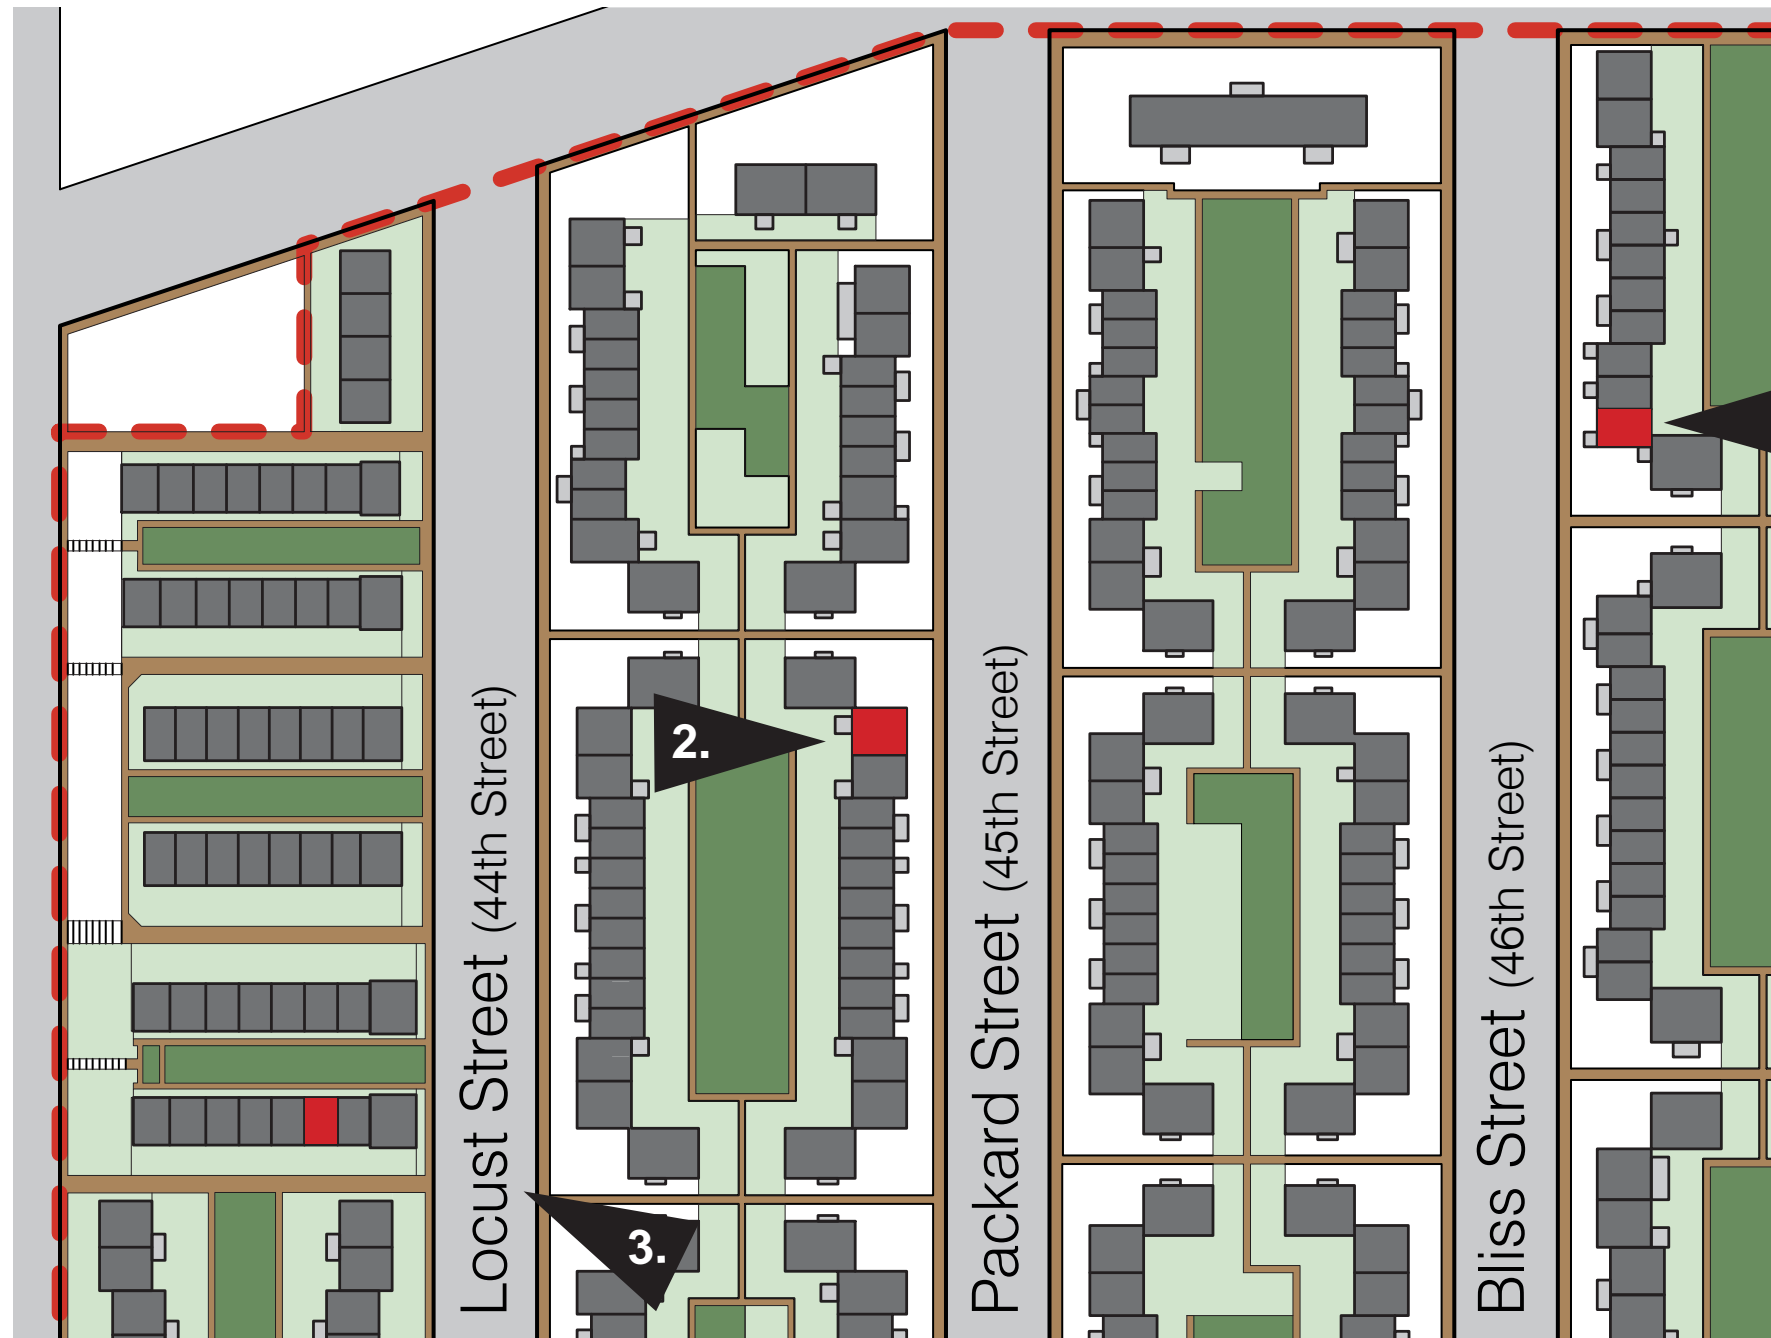 2.
3.
Locust Street (44th Street)
Packard Street (45th Street)
Bliss Street (46th Street)